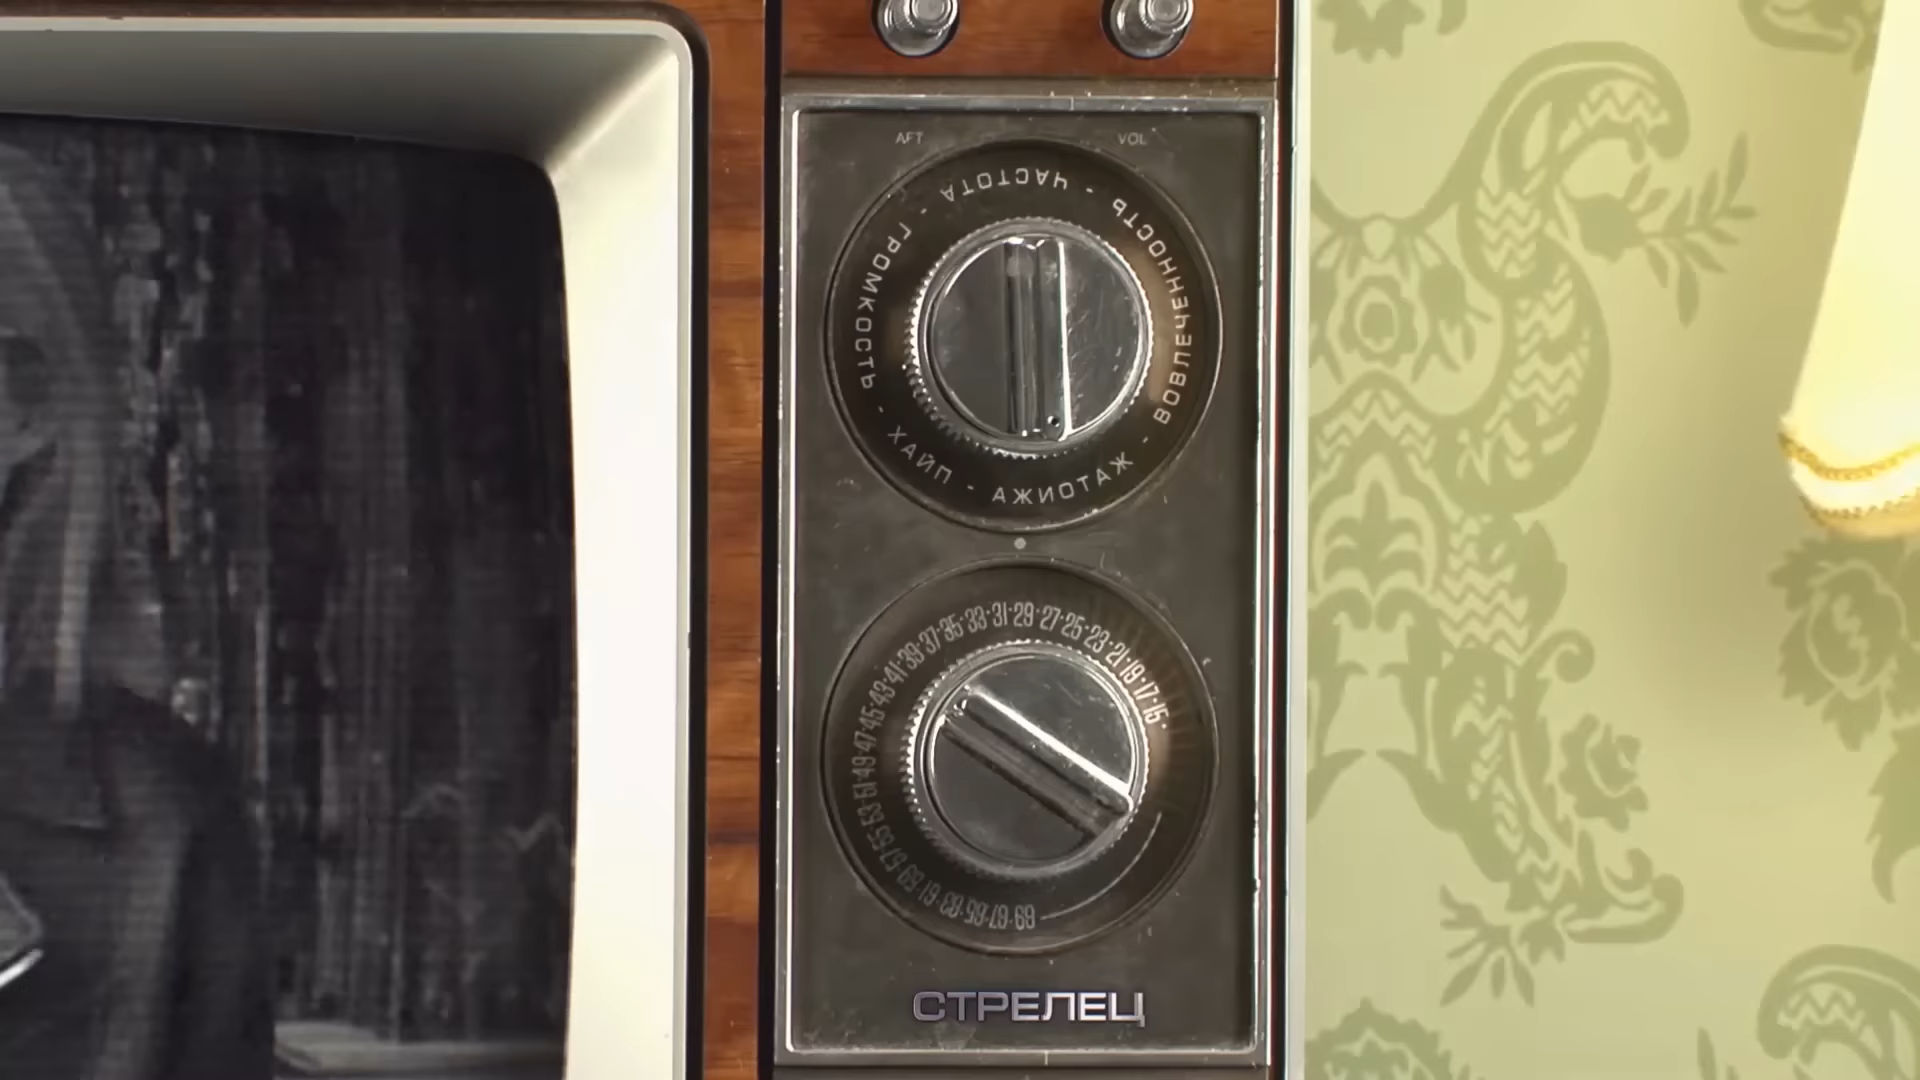 AFT VOL
ЧАСТОТА - ГРОМКОСТЬ - ХАЙП - АЖИОТАЖ - ВОВЛЕЧЕННОСТЬ -
69·67·65·63·61·59·57·55·53·51·49·47·45·43·41·39·37·35·33·31·29·27·25·23·21·19·17·15·
СТРЕЛЕЦ